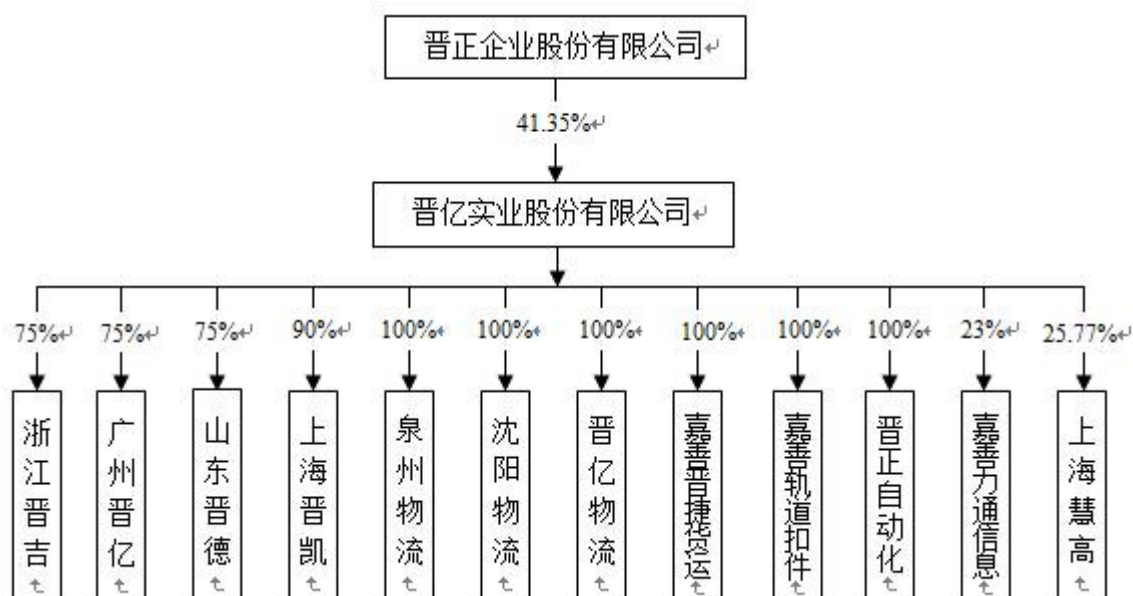 晋正企业股份有限公司
41.35%
晋亿实业股份有限公司
75% 75% 75% 90% 100% 100% 100% 100% 100% 100% 23% 25.77%
浙江晋吉
广州晋亿
山东晋德
上海晋凯
泉州物流
沈阳物流
晋亿物流
嘉善晋捷货运
嘉善轨道扣件
晋正自动化
嘉善力通信息
上海慧高